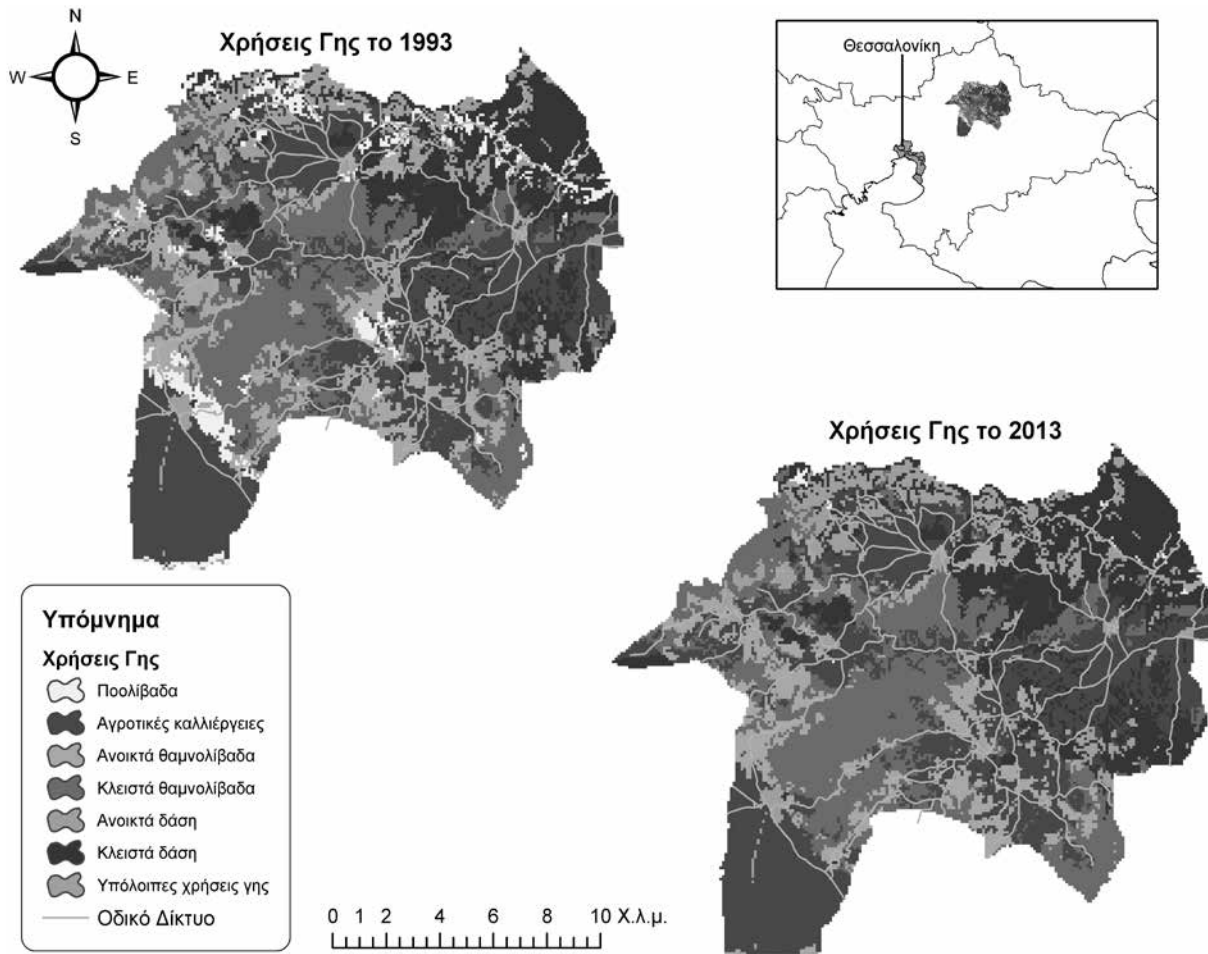 N
W E
S
Χρήσεις Γης το 1993
Θεσσαλονίκη
Χρήσεις Γης το 2013
Υπόμνημα
Χρήσεις Γης
Ποολίβαδα
Αγροτικές καλλιέργειες
Ανοικτά θαμνολίβαδα
Κλειστά θαμνολίβαδα
Ανοικτά δάση
Κλειστά δάση
Υπόλοιπες χρήσεις γης
Οδικό Δίκτυο
0 1 2 4 6 8 10 Χ.λ.μ.